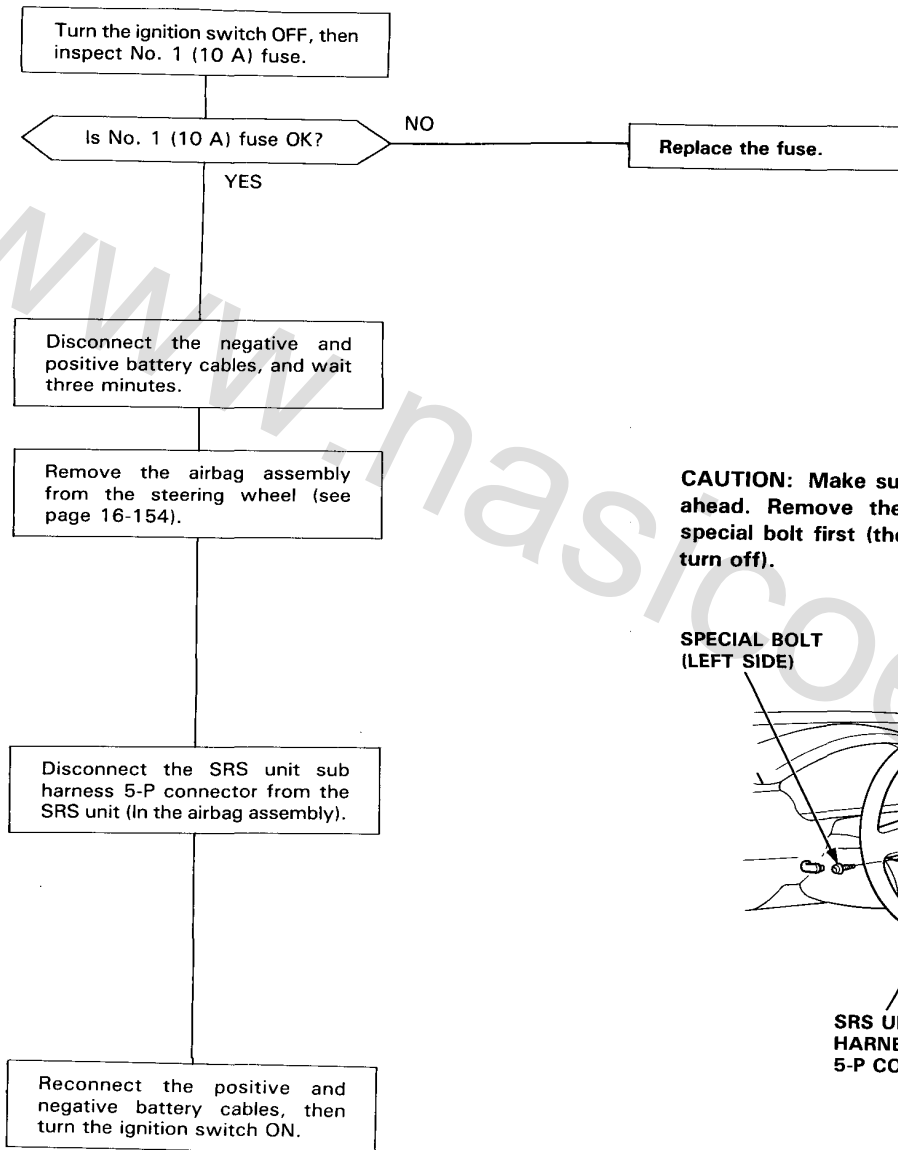 Turn the ignition switch OFF, then
inspect No. 1 (10 A) fuse.
Is No. 1 (10 A) fuse OK?
NO
Replace the fuse.
YES
Disconnect the negative and
positive battery cables, and wait
three minutes.
Remove the airbag assembly
from the steering wheel (see
page 16-154).
CAUTION: Make su
ahead. Remove the
special bolt first (the
turn off).
SPECIAL BOLT
(LEFT SIDE)
Disconnect the SRS unit sub
harness 5-P connector from the
SRS unit (In the airbag assembly).
SRS U
HARNE
5-P CO
Reconnect the positive and
negative battery cables, then
turn the ignition switch ON.
www.nasicoe